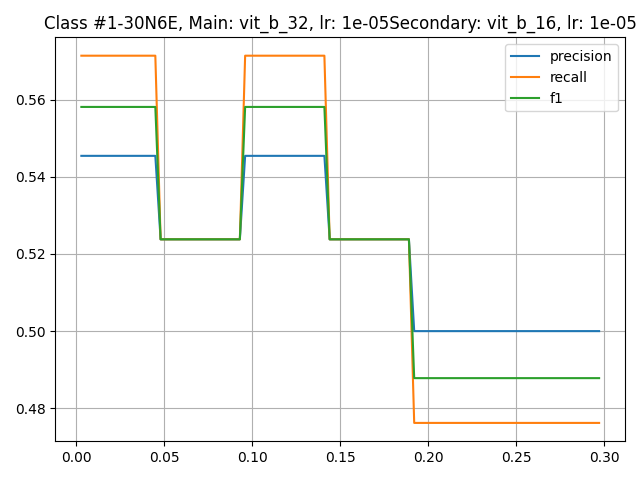 Class #1-30N6E, Main: vit_b_32, lr: 1e-05Secondary: vit_b_16, lr: 1e-05
precision
recall
f1
0.56
0.54
0.52
0.50
0.48
0.00 0.05 0.10 0.15 0.20 0.25 0.30